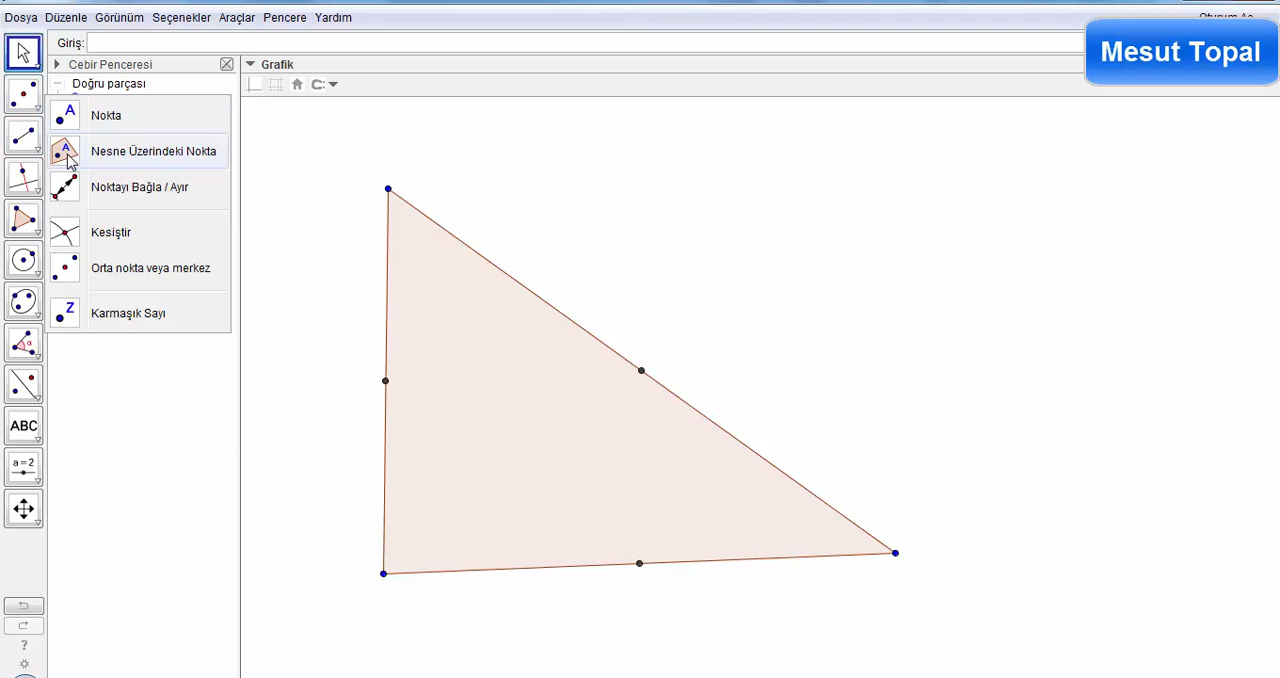 Dosya Düzenle Görünüm Seçenekler Araçlar Pencere Yardım
Mesut Topal
Giriş:
Cebir Penceresi
Grafik
Doğru parçası
A Nokta
A Nesne Üzerindeki Nokta
Noktayı Bağla / Ayır
Kesiştir
Orta nokta veya merkez
Z Karmaşık Sayı
α
ABC
a=2
?